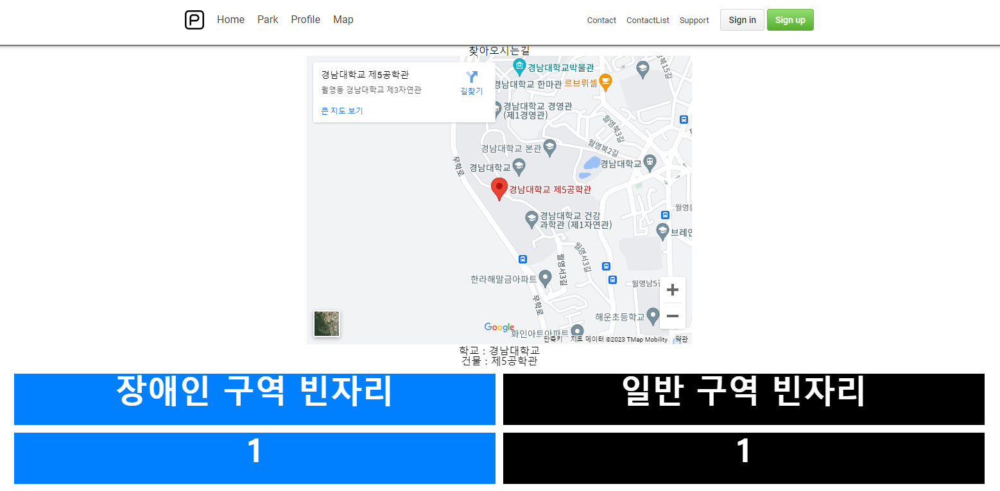 P Home Park Profile Map Contact ContactList Support Sign in Sign up
찾아오시는길
경남대학교 제5공학관
월영동 경남대학교 제3자연관
길찾기
큰 지도 보기
경남대학교박물관
경남대학교 한마관
르브뤼셀
경남대학교 경영관
(제1경영관)
월영북3길
월영북2길
경남대학교 본관
경남대학교
경남대학교
무학로
경남대학교 제5공학관
경남대학교 건강
과학관 (제1자연관)
브레인
월영서3길
월영서3길
한라해말금아파트
무학로
월영남5길
해운초등학교
화인아트아파트
Google
단축키 지도 데이터 ©2023 TMap Mobility 약관
학교 : 경남대학교
건물 : 제5공학관
장애인 구역 빈자리
일반 구역 빈자리
1
1